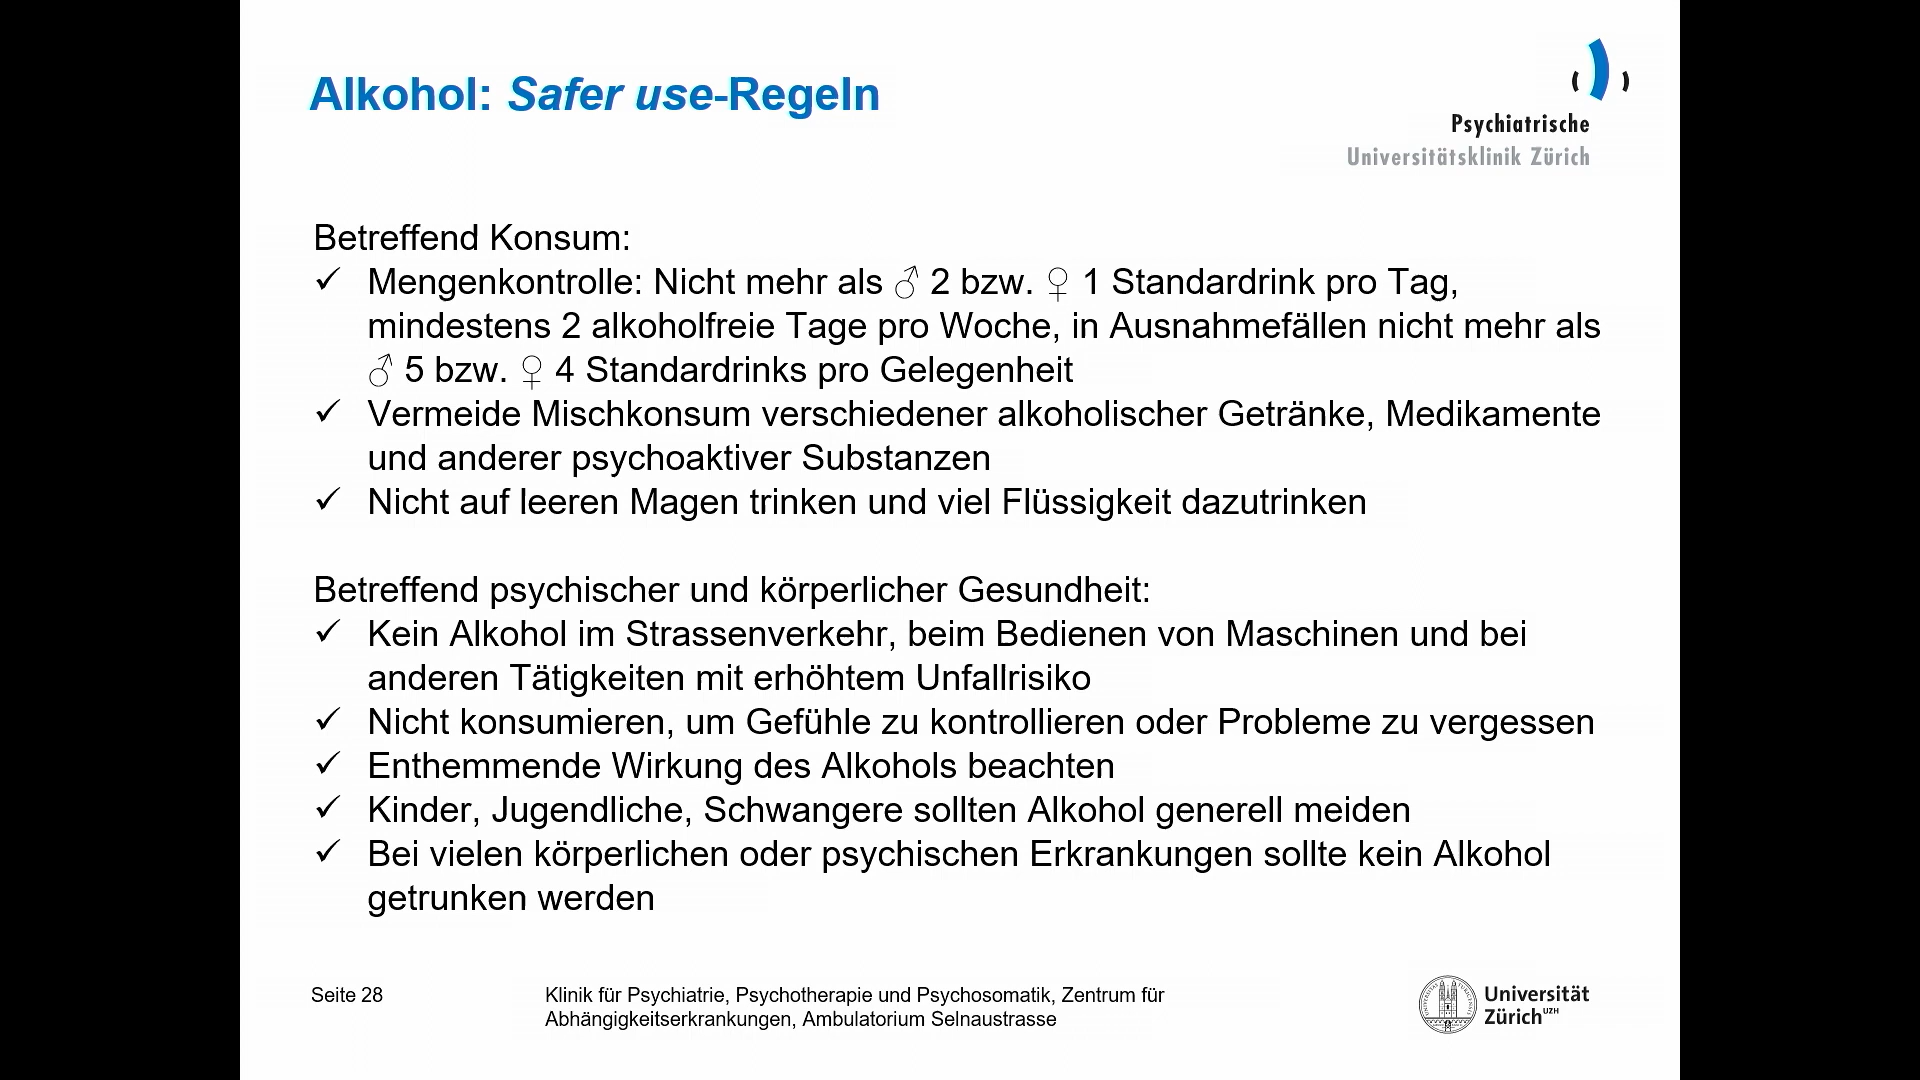 Alkohol: Safer use-Regeln
Psychiatrische
Universitätsklinik Zürich
Betreffend Konsum:
✓ Mengenkontrolle: Nicht mehr als ♂ 2 bzw. ♀ 1 Standardrink pro Tag,
mindestens 2 alkoholfreie Tage pro Woche, in Ausnahmefällen nicht mehr als
♂ 5 bzw. ♀ 4 Standardrinks pro Gelegenheit
✓ Vermeide Mischkonsum verschiedener alkoholischer Getränke, Medikamente
und anderer psychoaktiver Substanzen
✓ Nicht auf leeren Magen trinken und viel Flüssigkeit dazutrinken
Betreffend psychischer und körperlicher Gesundheit:
✓ Kein Alkohol im Strassenverkehr, beim Bedienen von Maschinen und bei
anderen Tätigkeiten mit erhöhtem Unfallrisiko
✓ Nicht konsumieren, um Gefühle zu kontrollieren oder Probleme zu vergessen
✓ Enthemmende Wirkung des Alkohols beachten
✓ Kinder, Jugendliche, Schwangere sollten Alkohol generell meiden
✓ Bei vielen körperlichen oder psychischen Erkrankungen sollte kein Alkohol
getrunken werden
Seite 28
Klinik für Psychiatrie, Psychotherapie und Psychosomatik, Zentrum für
Abhängigkeitserkrankungen, Ambulatorium Selnaustrasse
Universität
Zürich UZH